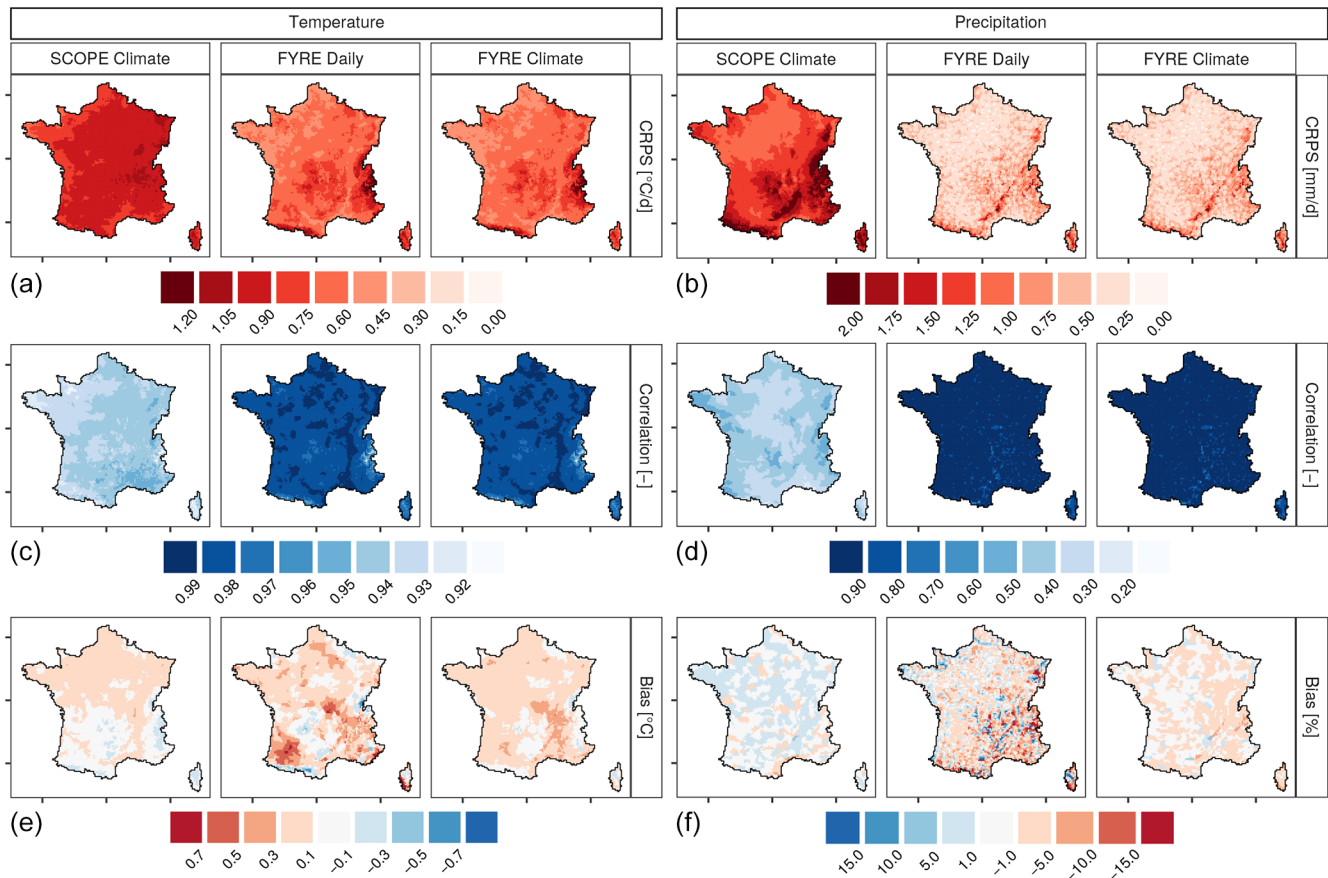 Temperature
Precipitation
SCOPE Climate
FYRE Daily
FYRE Climate
SCOPE Climate
FYRE Daily
FYRE Climate
CRPS [°C/d]
CRPS [mm/d]
(a)
1.20 1.05 0.90 0.75 0.60 0.45 0.30 0.15 0.00
(b)
2.00 1.75 1.50 1.25 1.00 0.75 0.50 0.25 0.00
Correlation [−]
Correlation [−]
(c)
0.99 0.98 0.97 0.96 0.95 0.94 0.93 0.92
(d)
0.90 0.80 0.70 0.60 0.50 0.40 0.30 0.20
Bias [°C]
Bias [%]
(e)
0.7 0.5 0.3 0.1 −0.1 −0.3 −0.5 −0.7
(f)
15.0 10.0 5.0 1.0 −1.0 −5.0 −10.0 −15.0